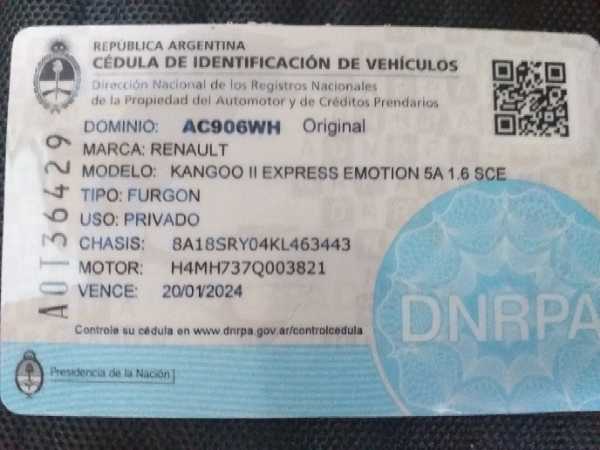 REPUBLICA ARGENTINA
CÉDULA DE IDENTIFICACIÓN DE VEHÍCULOS
Dirección Nacional de los Registros Nacionales
de la Propiedad del Automotor y de Créditos Prendarios
AOT36429
DOMINIO: AC906WH Original
MARCA: RENAULT
MODELO: KANGOO II EXPRESS EMOTION 5A 1.6 SCE
TIPO: FURGON
USO: PRIVADO
CHASIS: 8A18SRY04KL463443
MOTOR: H4MH737Q003821
VENCE: 20/01/2024
Controle su cédula en www.dnrpa.gov.ar/controlcedula
Presidencia de la Nación
DNRPA